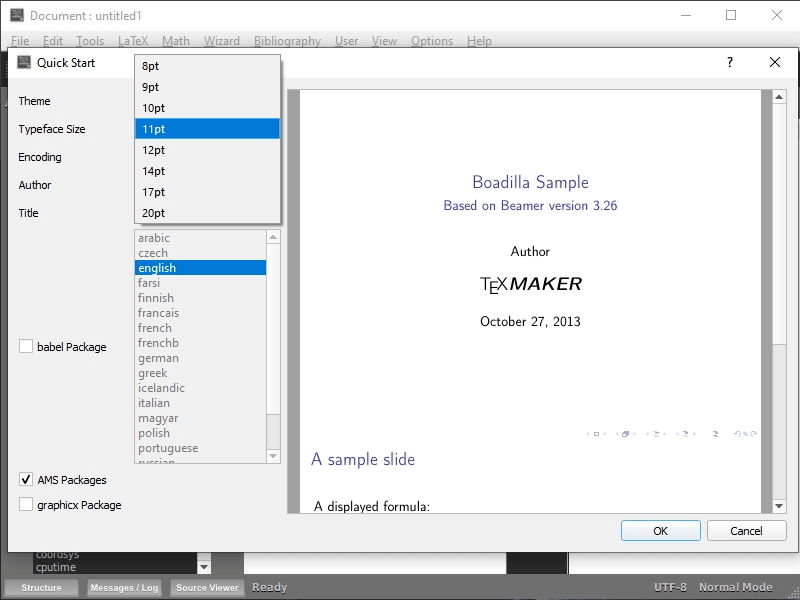 Document : untitled1
File Edit Tools LaTeX Math Wizard Bibliography User View Options Help
Quick Start ?
Theme
Typeface Size
Encoding
Author
Title
8pt
9pt
10pt
11pt
12pt
14pt
17pt
20pt
arabic
czech
english
farsi
finnish
francais
french
frenchb
german
greek
icelandic
italian
magyar
polish
portuguese
russian
babel Package
AMS Packages
graphicx Package
Boadilla Sample
Based on Beamer version 3.26
Author
TEXMAKER
October 27, 2013
A sample slide
A displayed formula:
OK Cancel
coordsys
cputime
Structure Messages / Log Source Viewer Ready UTF-8 Normal Mode